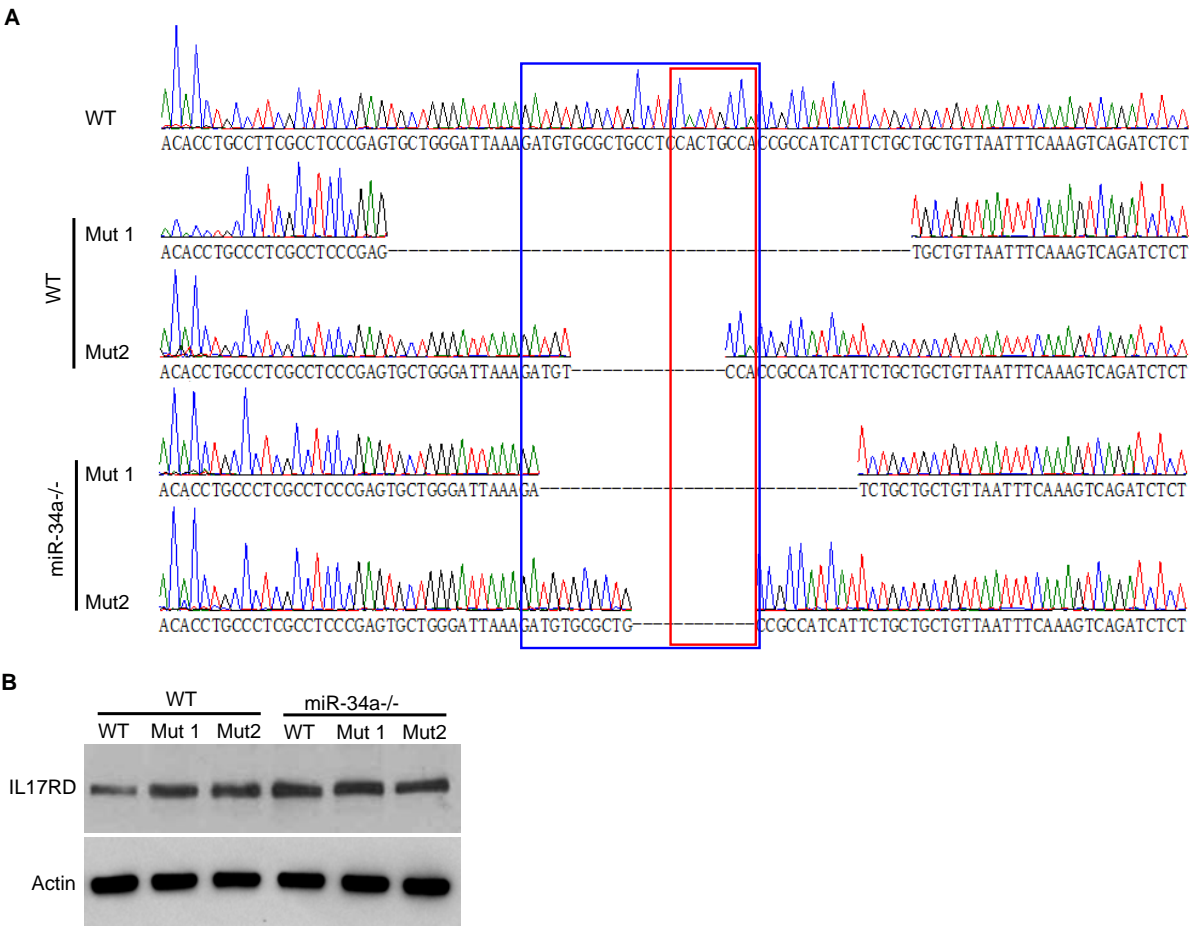 A
WT
ACACCTGCCTTCGCCTCCCGAGTGCTGGGATTAAAGATGTGCGCTGCCTCCACTGCCACCGCCATCATTCTGCTGCTGTTAATTTCAAAGTCAGATCTCT
WT
Mut 1
ACACCTGCCCTCGCCTCCCGAG---------------------------------------------------TGCTGTTAATTTCAAAGTCAGATCTCT
Mut2
ACACCTGCCCTCGCCTCCCGAGTGCTGGGATTAAAGATGT---------------CCACCGCCATCATTCTGCTGCTGTTAATTTCAAAGTCAGATCTCT
miR-34a-/-
Mut 1
ACACCTGCCCTCGCCTCCCGAGTGCTGGGATTAAAGA-------------------------------TCTGCTGCTGTTAATTTCAAAGTCAGATCTCT
Mut2
ACACCTGCCCTCGCCTCCCGAGTGCTGGGATTAAAGATGTGCGCTG------------CCGCCATCATTCTGCTGCTGTTAATTTCAAAGTCAGATCTCT
B
WT miR-34a-/-
WT Mut 1 Mut2 WT Mut 1 Mut2
IL17RD
Actin